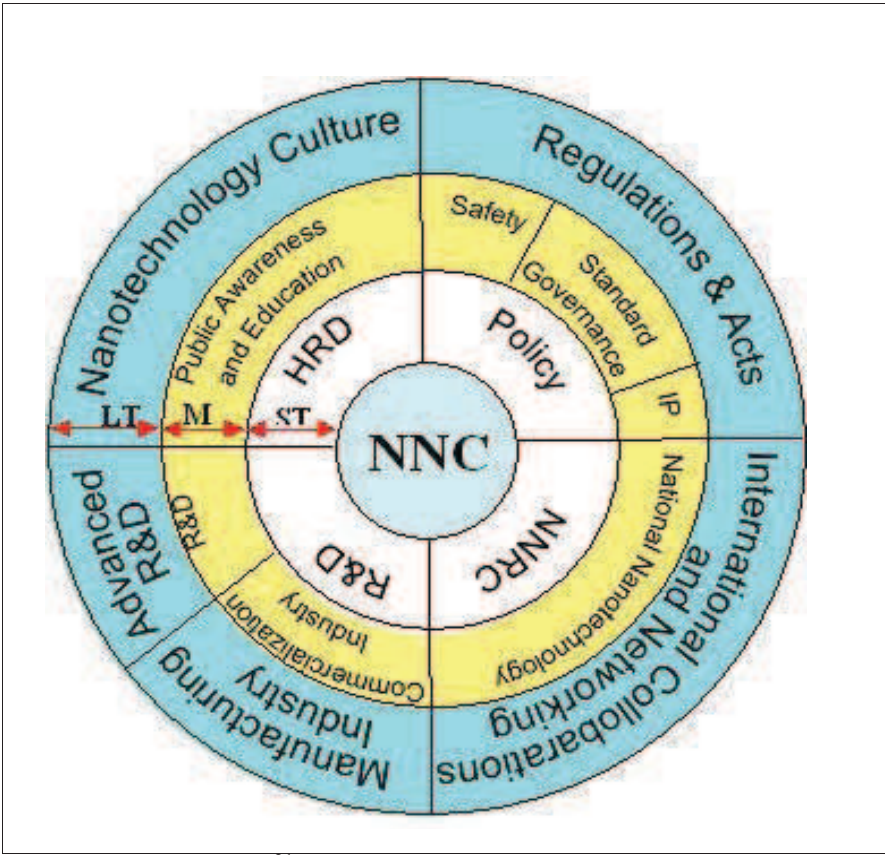 Nanotechnology Culture
Regulations & Acts
Public Awareness
and Education
Safety
Standard
Governance
IP
HRD
Policy
LT
M
ST
NNC
R&D
NNRC
R&D
Industry
Commercialization
National Nanotechnology
Advanced
R&D
Manufacturing
Industry
International Collobarations
and Networking